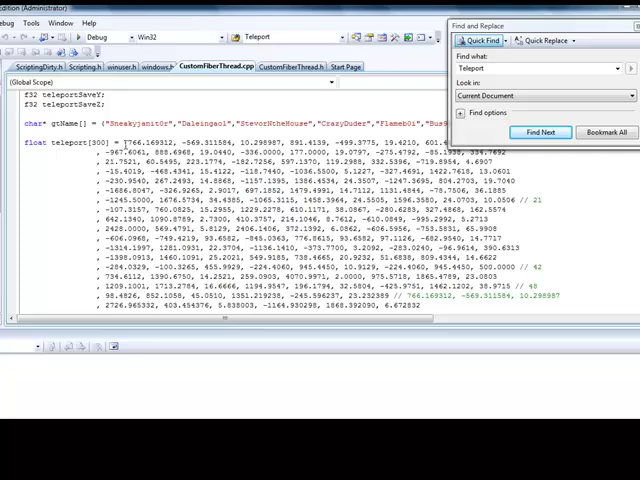 Edition (Administrator)
Tools Window Help
Debug Win32 Teleport
ScriptingDirty.h Scripting.h winuser.h windows.h CustomFiberThread.cpp CustomFiberThread.h Start Page
(Global Scope)
f32 teleportSaveY;
f32 teleportSaveZ;
char* gtName[] = {"Sneakyjanit0r","Daleingao1","StevorNtheHouse","CrazyDuder","FlamebOi","Bus
float teleport[300] = {766.169312, -569.311584, 10.298987, 891.4139, -499.3775, 19.4210, 601.4
, -967.6061, 888.6968, 19.0440, -336.0000, 177.0000, 19.0797, -275.4792, -85.1938, 334.7692
, 21.7521, 60.5495, 223.1774, -182.7256, 597.1370, 119.2988, 332.5396, -719.8954, 4.6907
, -15.4019, -468.4341, 15.4122, -118.7440, -1036.5500, 5.1227, -327.4691, 1422.7618, 13.0601
, -230.9540, 267.2493, 14.8868, -1157.1395, 1386.4534, 24.3507, -1247.3695, 804.2703, 19.7040
, -1686.8047, -326.9265, 2.9017, 697.1852, 1479.4991, 14.7112, 1131.4844, -78.7506, 36.1885
, -1245.5000, 1676.5734, 34.4385, -1065.3115, 1458.3964, 24.5505, 1596.3580, 24.0703, 10.0506 // 21
, -107.3157, 760.0825, 15.2955, 1229.2778, 610.1171, 38.0867, -280.6283, 327.4568, 162.5574
, 642.1340, 1090.8789, 2.7300, 410.3757, 214.1046, 5.7671, -610.0842, -995.2992, 5.2713
, 2428.0000, 569.4791, 5.8129, 2406.1406, 372.1392, 6.0862, -606.5956, -753.5831, 65.9908
, -606.0968, -749.4219, 93.6582, -845.0363, 776.8615, 93.6582, 97.1126, -682.9540, 14.7717
, -1314.1997, 1281.0931, 22.3704, -1136.0141, -1373.7700, 3.2092, -283.0140, -96.9614, 390.6313
, -1398.0913, 1460.1091, 25.2021, 549.9185, 738.4665, 20.9232, 51.6838, 809.4344, 14.6622
, -284.0329, -100.3265, 455.9929, -224.4060, 945.4450, 10.9129, -224.4060, 945.4450, 500.0000 // 42
, 734.6112, 1390.6750, 14.2521, 259.0903, 4070.9971, 2.0000, 975.5718, 1865.4789, 23.0803
, 1209.1001, 1713.2784, 16.6666, 1194.9547, 196.1794, 32.5804, -425.9751, 1462.1202, 38.9715 // 48
, 98.4826, 852.1058, 45.0510, 1351.219238, -245.596237, 23.232389 // 766.169312, -569.311584, 10.298987
, 2726.965332, 403.454376, 5.838003, -1164.930298, 1868.392090, 6.672832
Find and Replace
Quick Find Quick Replace
Find what:
Teleport
Look in:
Current Document
Find options
Find Next Bookmark All